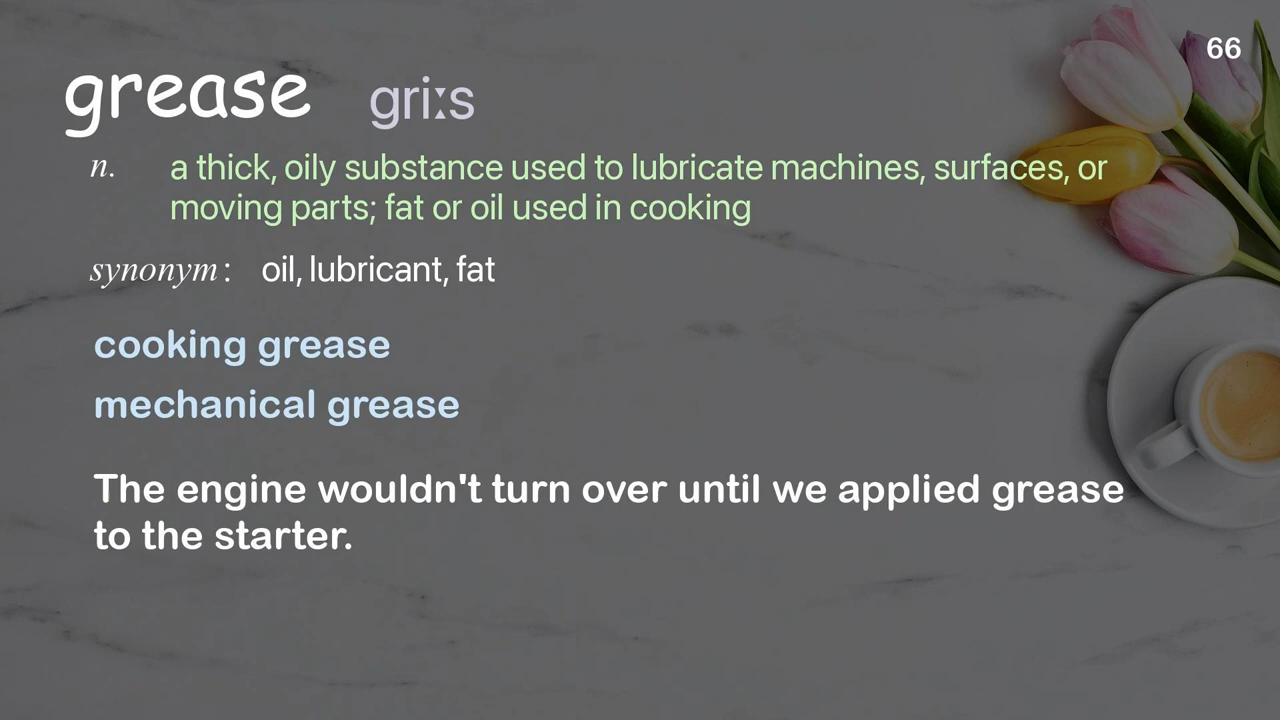 66
grease griːs
n. a thick, oily substance used to lubricate machines, surfaces, or
moving parts; fat or oil used in cooking
synonym: oil, lubricant, fat
cooking grease
mechanical grease
The engine wouldn't turn over until we applied grease
to the starter.